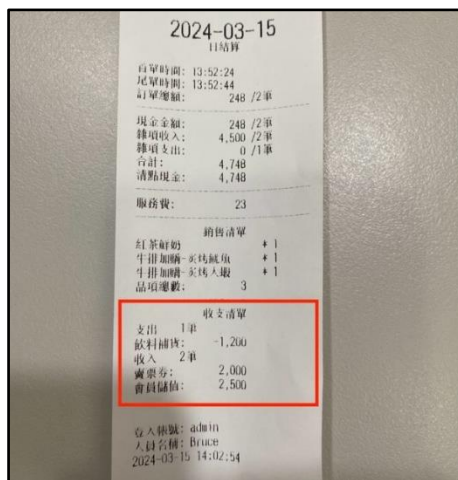 2024-03-15
日結算
首單時間: 13:52:24
尾單時間: 13:52:44
訂單總額: 248 /2筆
現金金額: 248 /2筆
雜項收入: 4,500 /2筆
雜項支出: 0 /1筆
合計: 4,748
清點現金: 4,748
服務費: 23
銷售清單
紅茶鮮奶 * 1
牛排加購-炙烤魷魚 * 1
牛排加購-炙烤大蝦 * 1
品項總數: 3
收支清單
支出 1筆
飲料補貨: -1,200
收入 2筆
賣票券: 2,000
會員儲值: 2,500
登入帳號: admin
人員名稱: Bruce
2024-03-15 14:02:54